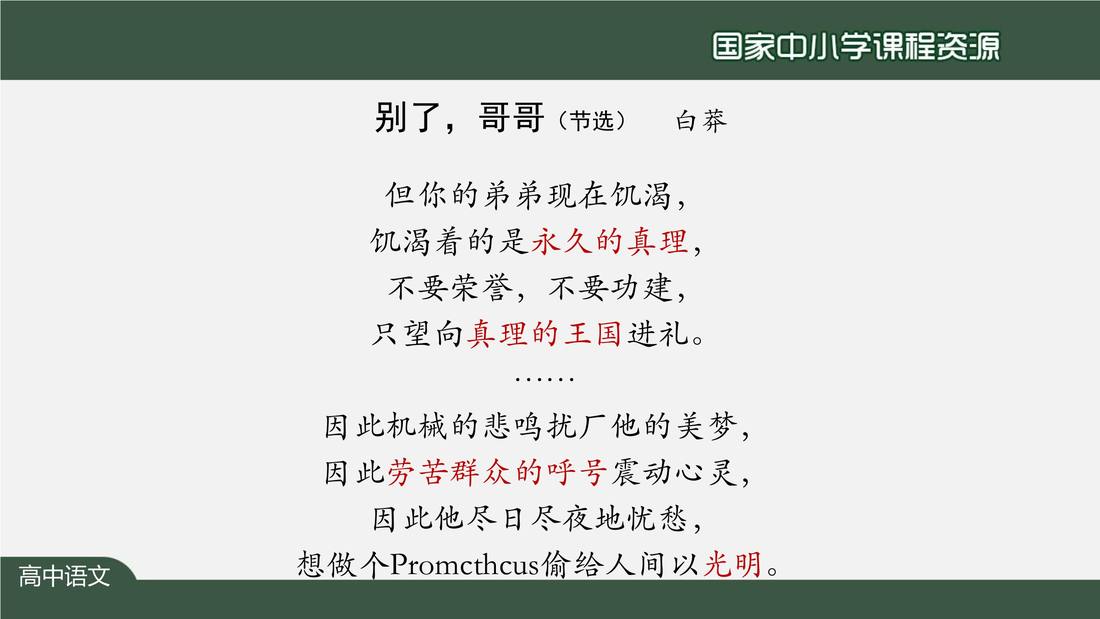 国家中小学课程资源
别了，哥哥（节选） 白莽
但你的弟弟现在饥渴，
饥渴着的是永久的真理，
不要荣誉，不要功建，
只望向真理的王国进礼。
……
因此机械的悲鸣扰厂他的美梦，
因此劳苦群众的呼号震动心灵，
因此他尽日尽夜地忧愁，
想做个Promcthcus偷给人间以光明。
高中语文